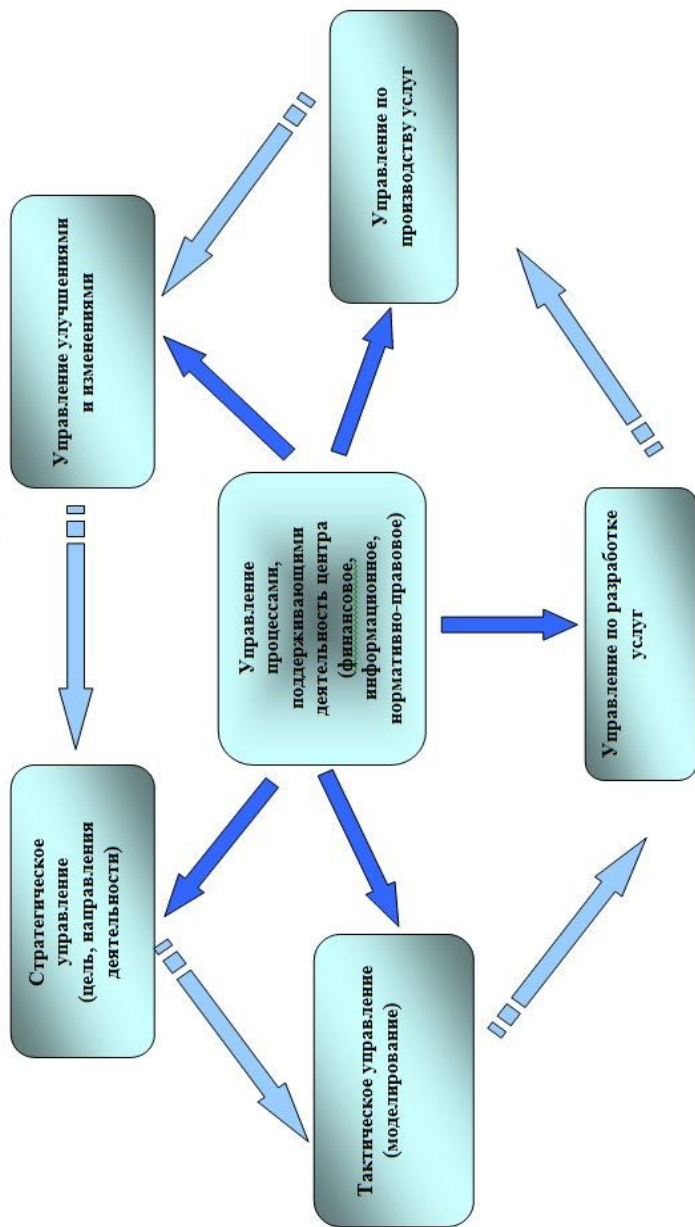 Стратегическое
управление
(цель, направления
деятельности)
Управление улучшениями
и изменениями
Управление
процессами,
поддерживающими
деятельность центра
(финансовое,
информационное,
нормативно-правовое)
Тактическое управление
(моделирование)
Управление по
производству услуг
Управление по разработке
услуг